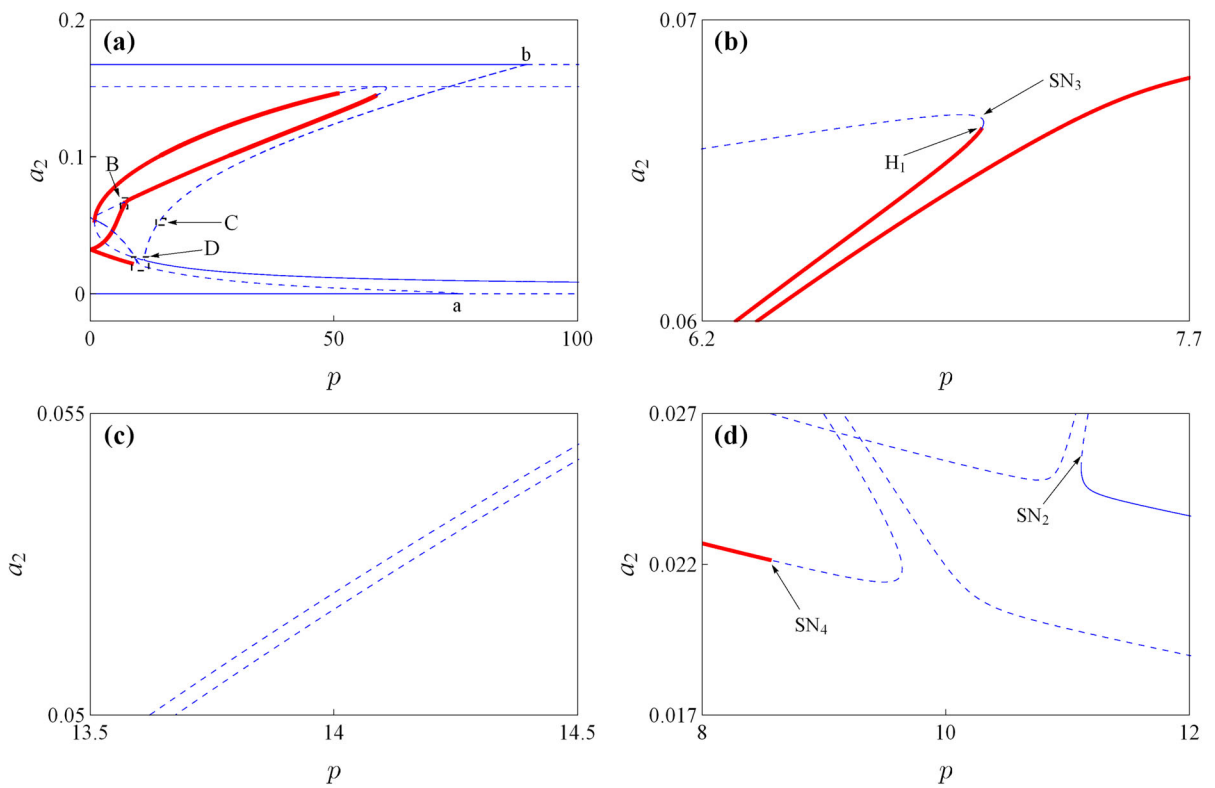 (a)
0.2
0.1
0
a₂
B
C
D
b
a
0
50
100
p
(b)
0.07
0.06
a₂
SN₃
H₁
6.2
7.7
p
(c)
0.055
0.05
a₂
13.5
14
14.5
p
(d)
0.027
0.022
0.017
a₂
SN₂
SN₄
8
10
12
p